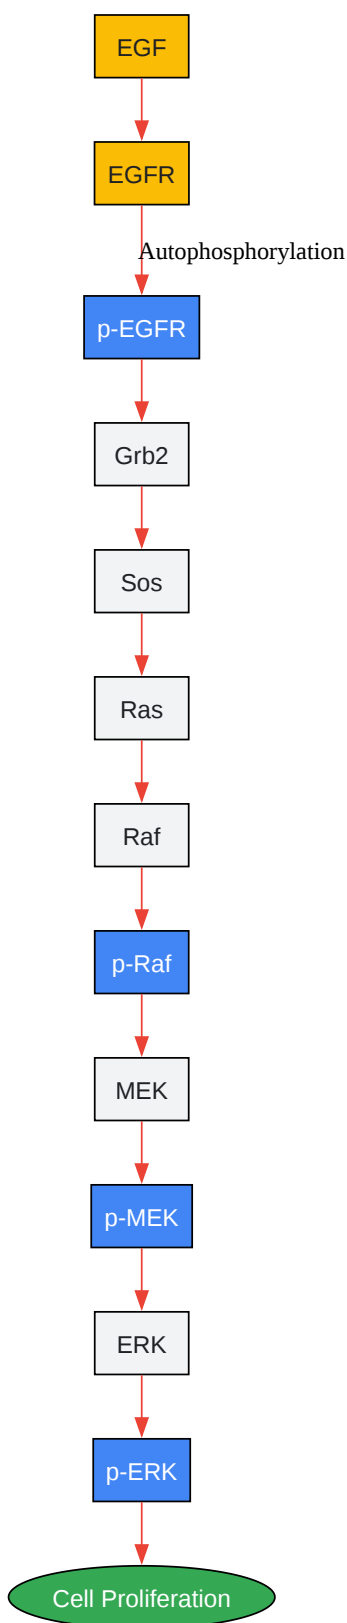 EGF
EGFR
Autophosphorylation
p-EGFR
Grb2
Sos
Ras
Raf
p-Raf
MEK
p-MEK
ERK
p-ERK
Cell Proliferation